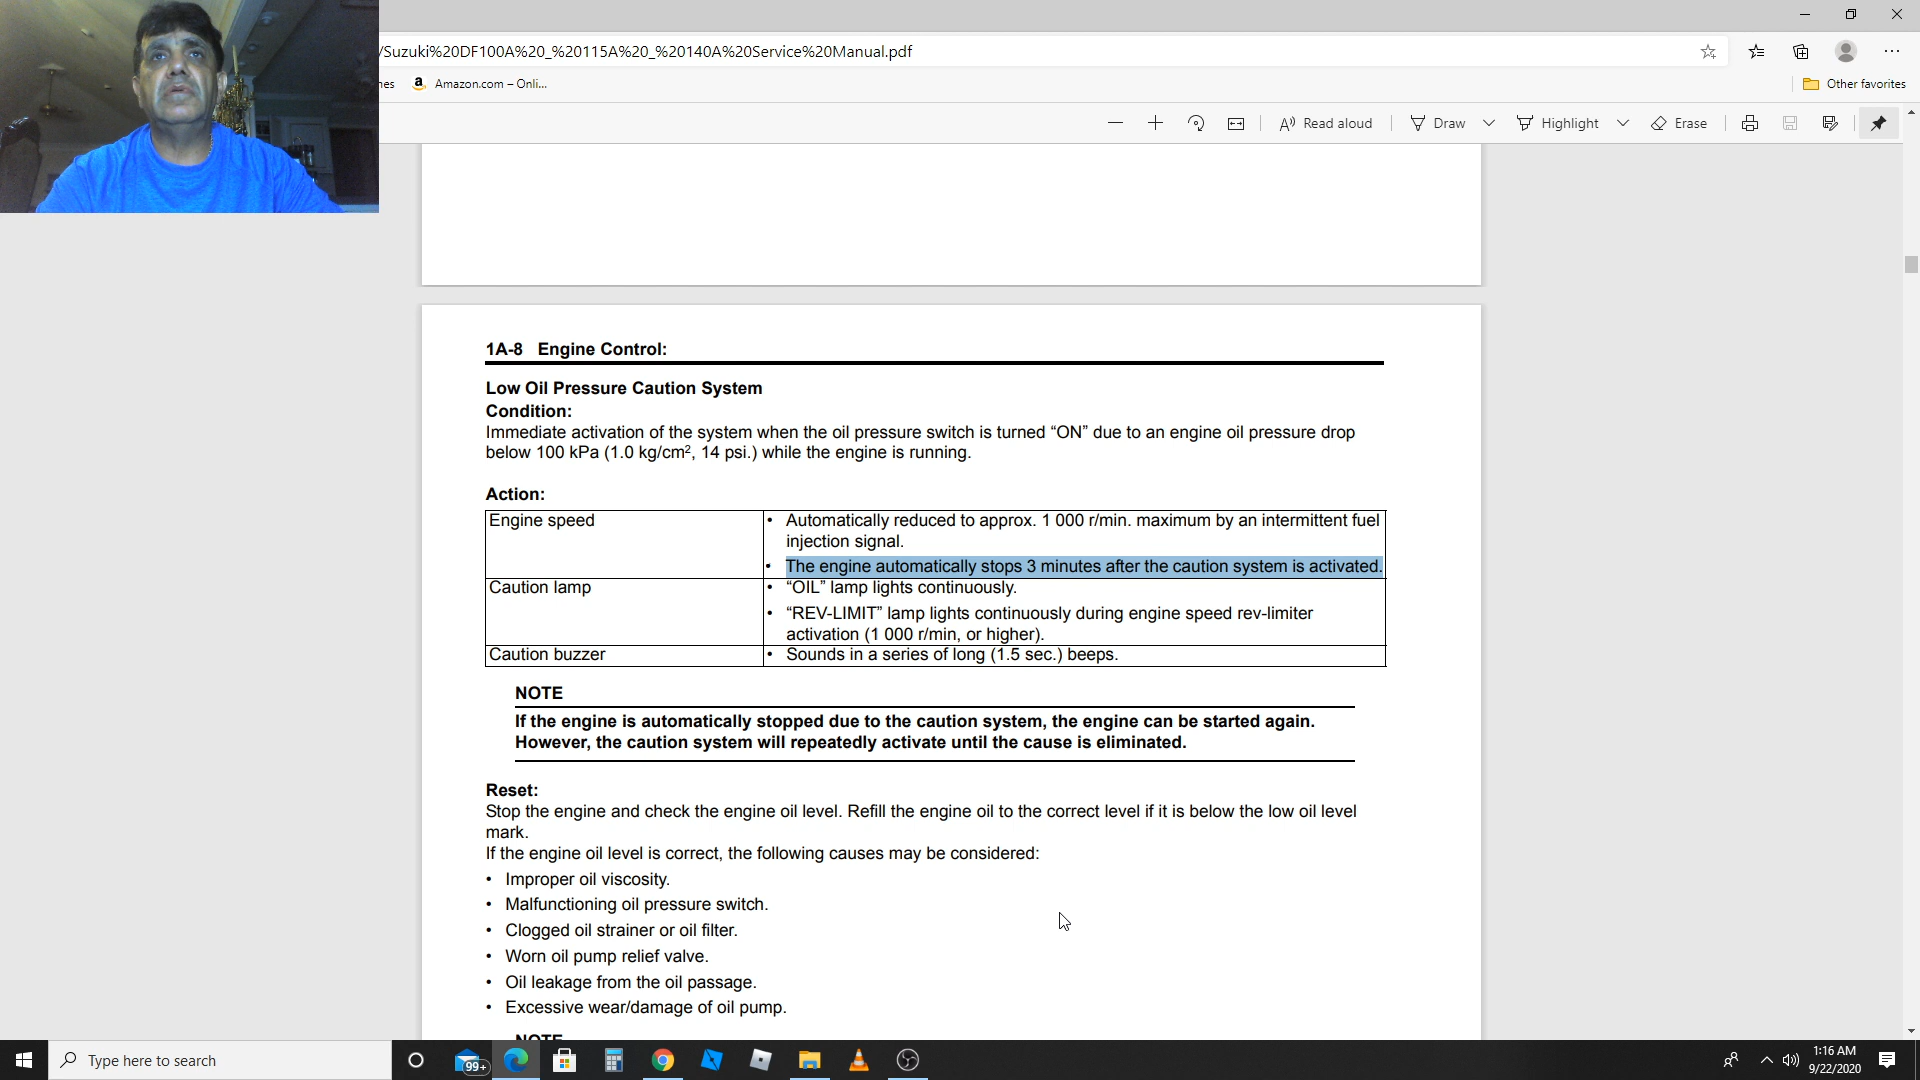 /Suzuki%20DF100A%20_%20115A%20_%20140A%20Service%20Manual.pdf
nes
a Amazon.com – Onli...
Other favorites
Read aloud
Draw
Highlight
Erase
1A-8 Engine Control:
Low Oil Pressure Caution System
Condition:
Immediate activation of the system when the oil pressure switch is turned “ON” due to an engine oil pressure drop
below 100 kPa (1.0 kg/cm², 14 psi.) while the engine is running.
Action:
Engine speed
• Automatically reduced to approx. 1 000 r/min. maximum by an intermittent fuel
injection signal.
• The engine automatically stops 3 minutes after the caution system is activated.
Caution lamp
• “OIL” lamp lights continuously.
• “REV-LIMIT” lamp lights continuously during engine speed rev-limiter
activation (1 000 r/min, or higher).
Caution buzzer
• Sounds in a series of long (1.5 sec.) beeps.
NOTE
If the engine is automatically stopped due to the caution system, the engine can be started again.
However, the caution system will repeatedly activate until the cause is eliminated.
Reset:
Stop the engine and check the engine oil level. Refill the engine oil to the correct level if it is below the low oil level
mark.
If the engine oil level is correct, the following causes may be considered:
• Improper oil viscosity.
• Malfunctioning oil pressure switch.
• Clogged oil strainer or oil filter.
• Worn oil pump relief valve.
• Oil leakage from the oil passage.
• Excessive wear/damage of oil pump.
NOTE
Type here to search
99+
1:16 AM
9/22/2020